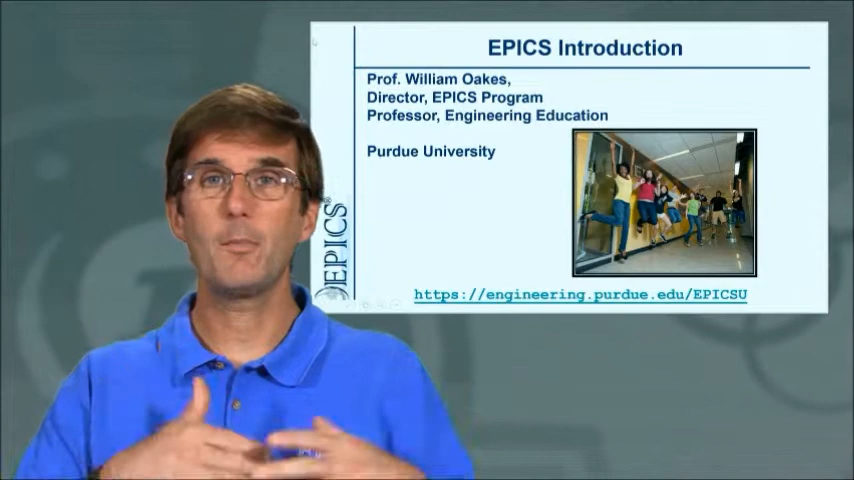 EPICS Introduction
Prof. William Oakes,
Director, EPICS Program
Professor, Engineering Education
Purdue University
EPICS®
https://engineering.purdue.edu/EPICSU